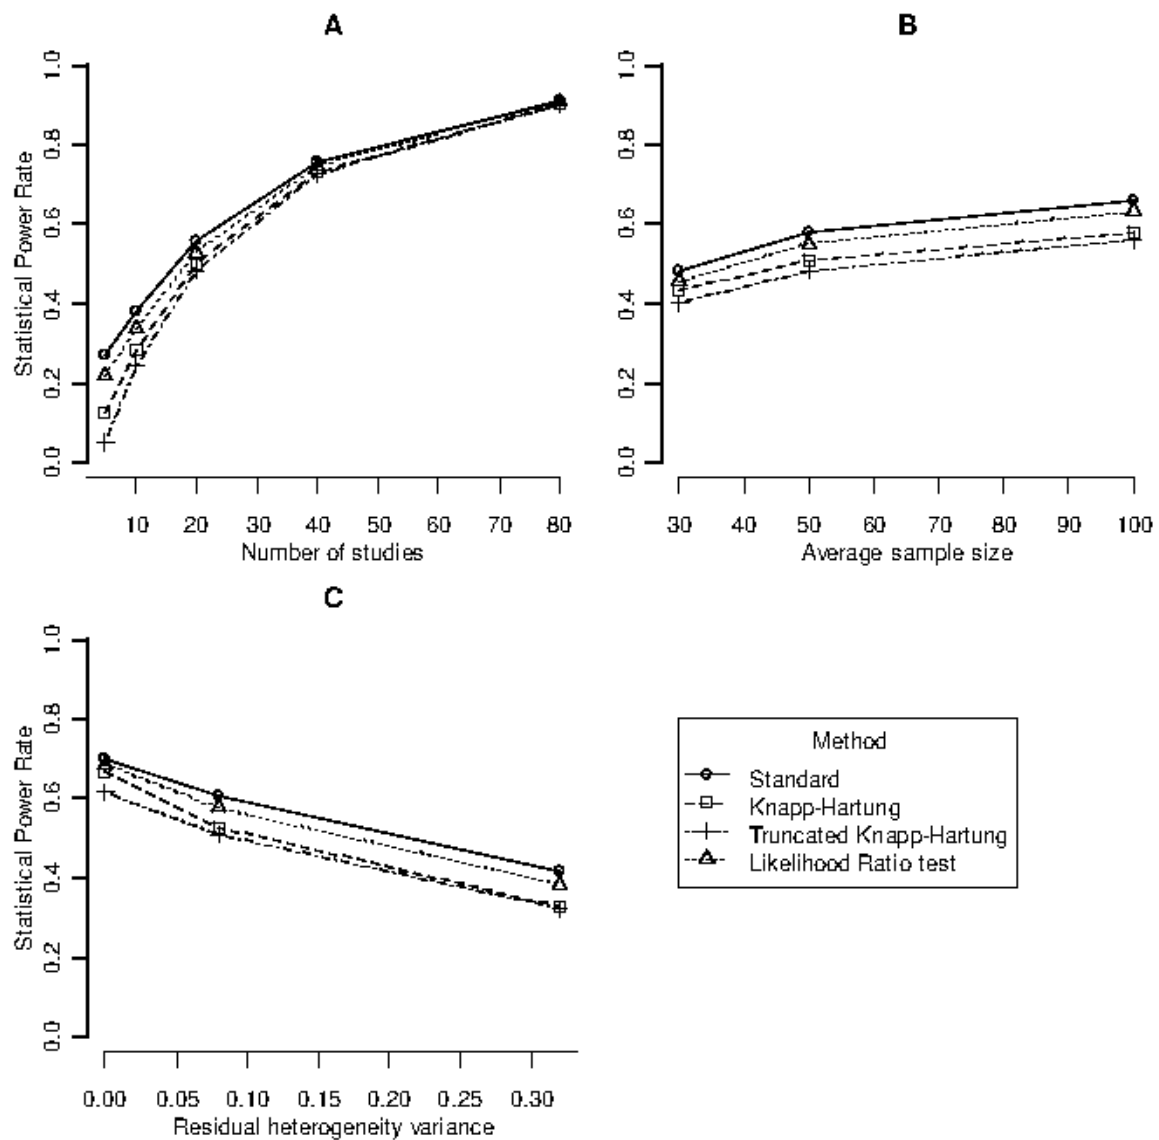 A
Statistical Power Rate
1.0
0.8
0.6
0.4
0.2
0.0
10 20 30 40 50 60 70 80
Number of studies
B
1.0
0.8
0.6
0.4
0.2
0.0
30 40 50 60 70 80 90 100
Average sample size
C
Statistical Power Rate
1.0
0.8
0.6
0.4
0.2
0.0
0.00 0.05 0.10 0.15 0.20 0.25 0.30
Residual heterogeneity variance
Method
Standard
Knapp-Hartung
Truncated Knapp-Hartung
Likelihood Ratio test